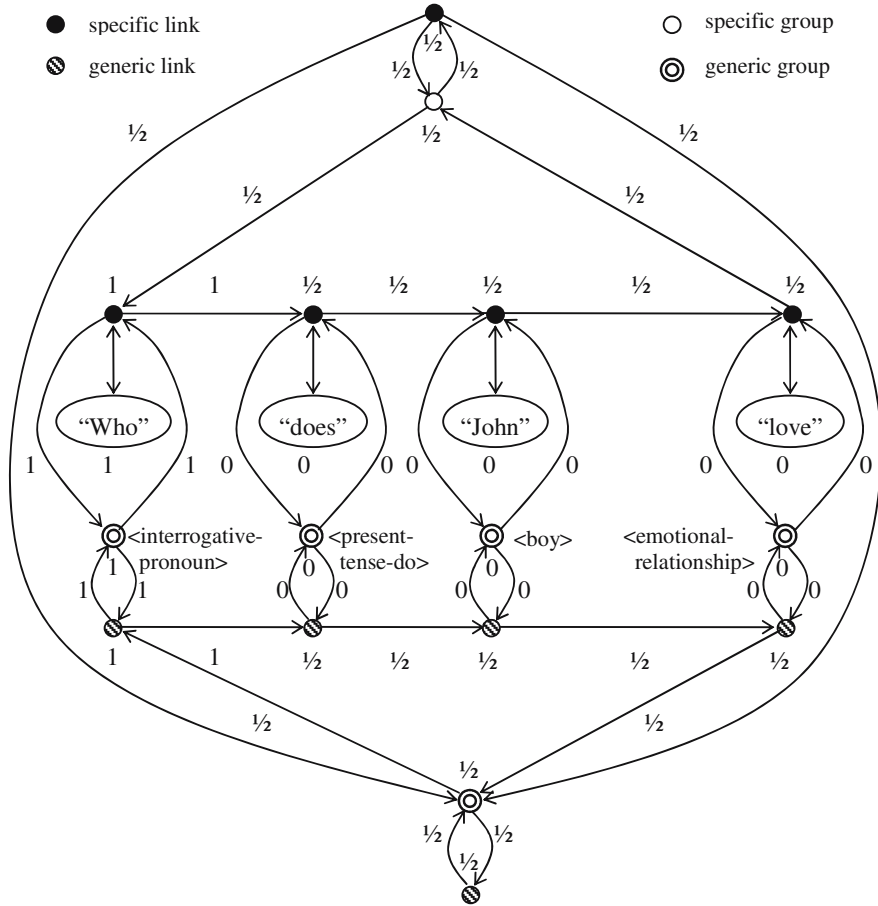 specific link
specific group
generic link
generic group
½
½ ½
½ ½
½
½ ½
1 1 ½ ½ ½ ½ ½
“Who” “does” “John” “love”
1 1 1 0 0 0 0 0 0 0 0 0
<interrogative-
pronoun>
<present-
tense-do>
<boy>
<emotional-
relationship>
1 0 0 0
1 1 0 0 0 0 0 0
1 1 ½ ½ ½ ½ ½
½ ½
½
½ ½
½